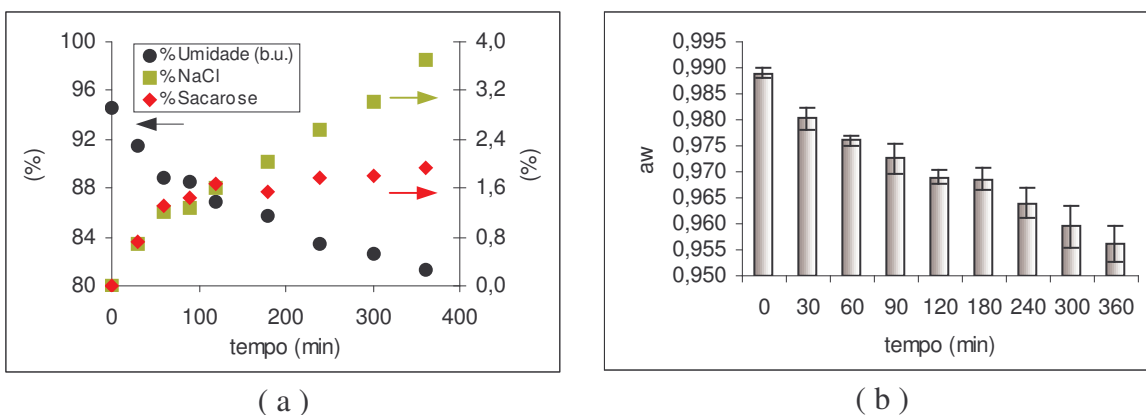 100
96
92
88
84
80
(%)
%Umidade (b.u.)
%NaCl
%Sacarose
4,0
3,2
2,4
1,6
0,8
0,0
(%)
0 100 200 300 400
tempo (min)
( a )
0,995
0,990
0,985
0,980
0,975
0,970
0,965
0,960
0,955
0,950
aw
0 30 60 90 120 180 240 300 360
tempo (min)
( b )